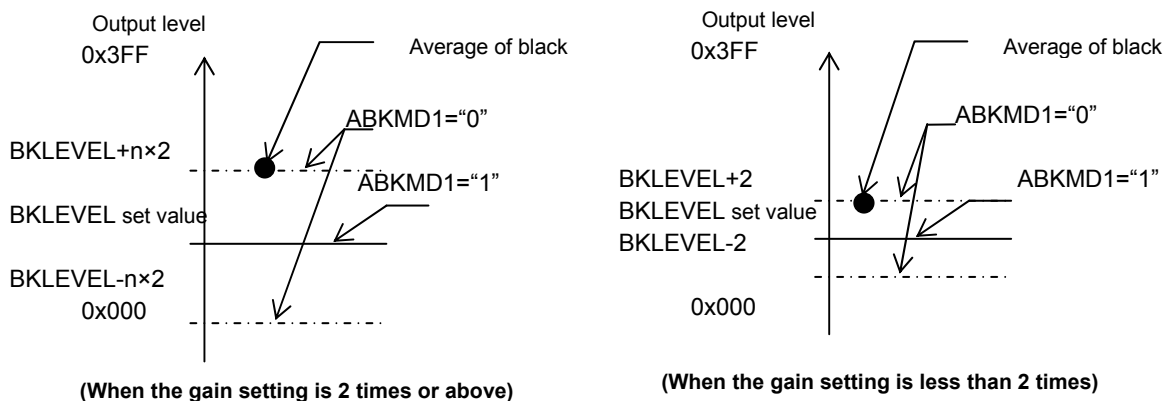 Output level
0x3FF
Average of black
ABKMD1="0"
BKLEVEL+n×2
ABKMD1="1"
BKLEVEL set value
BKLEVEL-n×2
0x000
(When the gain setting is 2 times or above)
Output level
0x3FF
Average of black
ABKMD1="0"
BKLEVEL+2
ABKMD1="1"
BKLEVEL set value
BKLEVEL-2
0x000
(When the gain setting is less than 2 times)